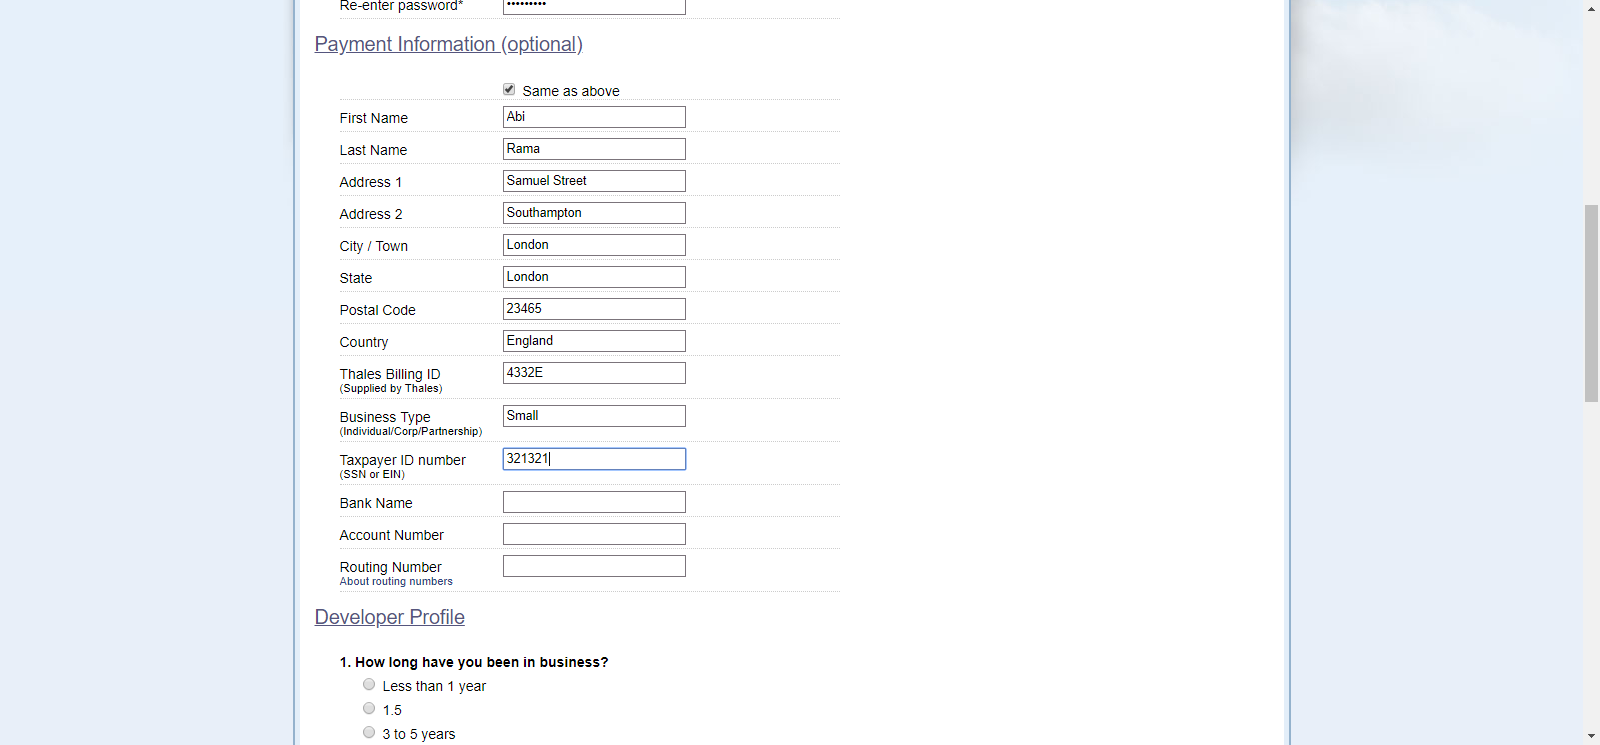 Re-enter password* •••••••••
Payment Information (optional)
Same as above
First Name Abi
Last Name Rama
Address 1 Samuel Street
Address 2 Southampton
City / Town London
State London
Postal Code 23465
Country England
Thales Billing ID 4332E
(Supplied by Thales)
Business Type Small
(Individual/Corp/Partnership)
Taxpayer ID number 321321
(SSN or EIN)
Bank Name
Account Number
Routing Number
About routing numbers
Developer Profile
1. How long have you been in business?
Less than 1 year
1.5
3 to 5 years